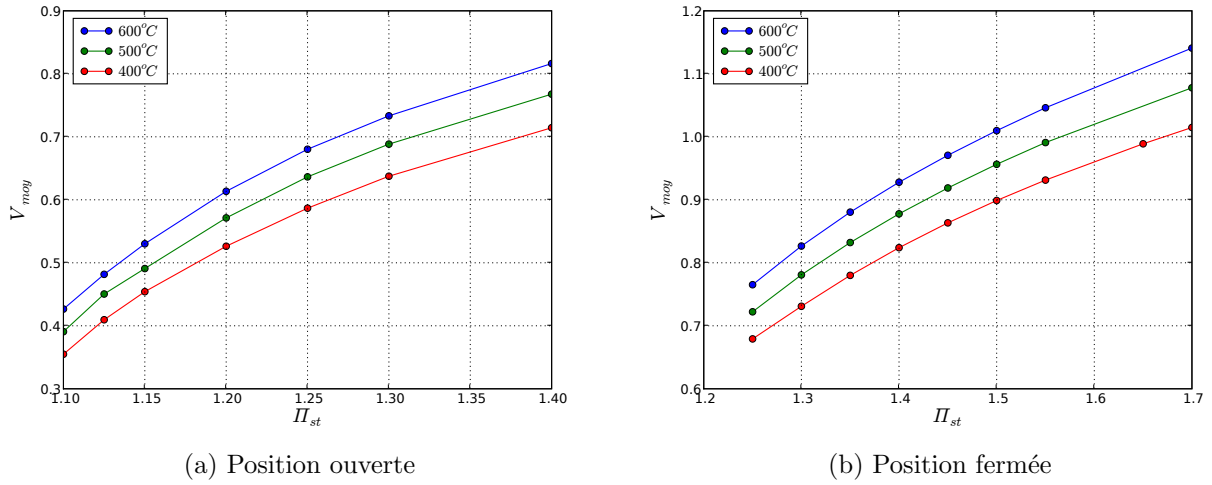 0.9
0.8
0.7
0.6
0.5
0.4
0.3
V_moy
600°C
500°C
400°C
1.10 1.15 1.20 1.25 1.30 1.35 1.40
Π_st
(a) Position ouverte
1.2
1.1
1.0
0.9
0.8
0.7
0.6
V_moy
600°C
500°C
400°C
1.2 1.3 1.4 1.5 1.6 1.7
Π_st
(b) Position fermée